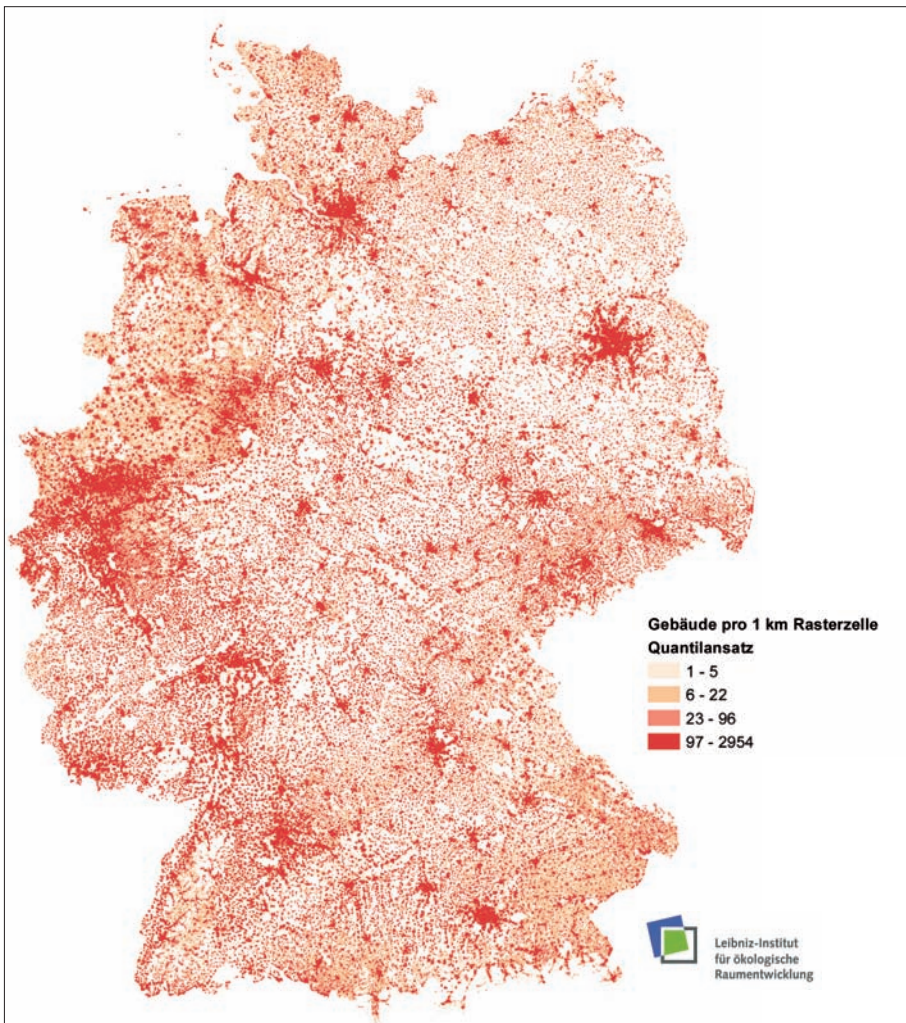 Gebäude pro 1 km Rasterzelle
Quantilansatz
1 - 5
6 - 22
23 - 96
97 - 2954
Leibniz-Institut
für ökologische
Raumentwicklung